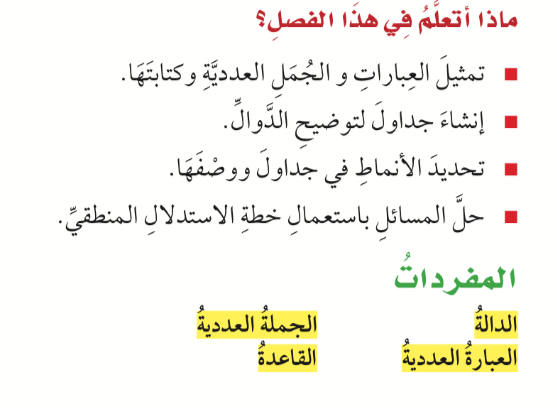 ماذا أتعلَّمُ فِي هذَا الفصلِ؟
■ تمثيلَ العِباراتِ و الجُمَلِ العدديَّةِ وكتابتَهَا.
■ إنشاءَ جداولَ لتوضيحِ الدَّوالِّ.
■ تحديدَ الأنماطِ في جداولَ ووصْفَهَا.
■ حلَّ المسائلِ باستعمالِ خطةِ الاستدلالِ المنطقيِّ.
المفرداتُ
الدالةُ الجملةُ العدديةُ
العبارةُ العدديةُ القاعدةُ